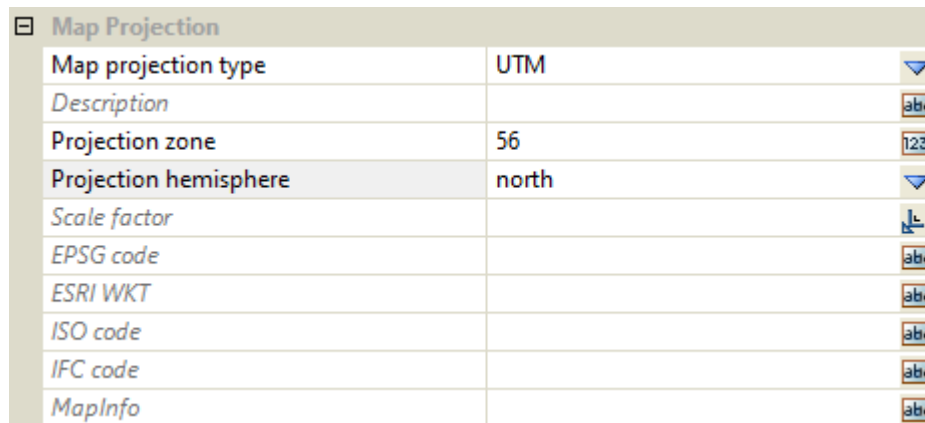 Map Projection
Map projection type UTM
Description
Projection zone 56
Projection hemisphere north
Scale factor
EPSG code
ESRI WKT
ISO code
IFC code
MapInfo